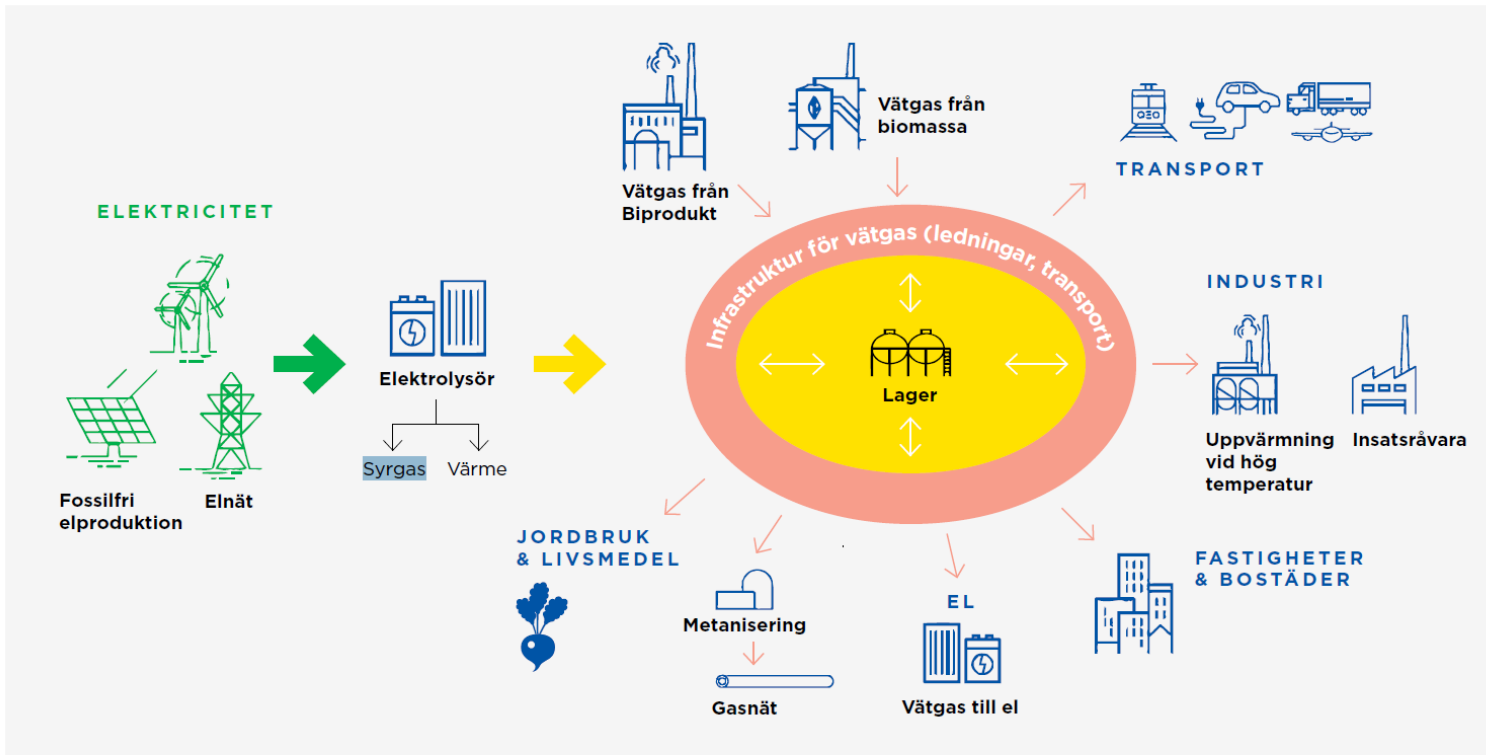 Vätgas från
biomassa
TRANSPORT
Vätgas från
Biprodukt
ELEKTRICITET
Infrastruktur för vätgas (ledningar, transport)
INDUSTRI
Elektrolysör
Lager
Syrgas
Värme
Uppvärmning
vid hög
temperatur
Insatsråvara
Fossilfri
elproduktion
Elnät
JORDBRUK
& LIVSMEDEL
FASTIGHETER
& BOSTÄDER
Metanisering
EL
Gasnät
Vätgas till el